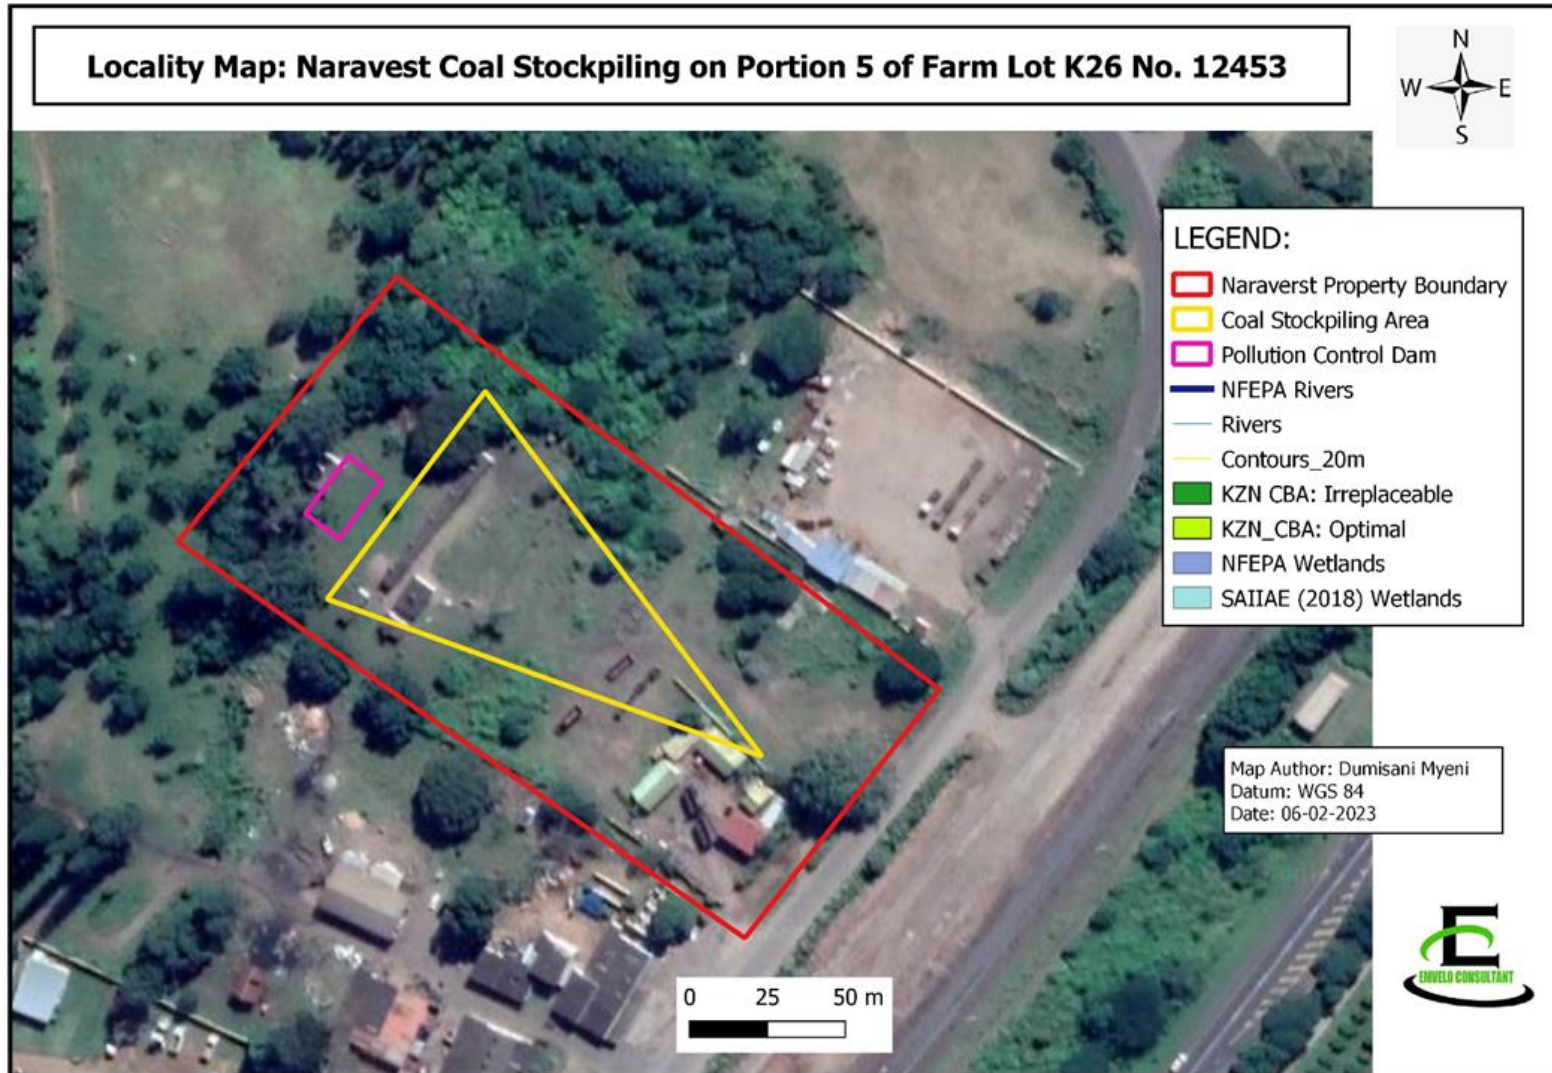 Locality Map: Naravest Coal Stockpiling on Portion 5 of Farm Lot K26 No. 12453
N
W E
S
LEGEND:
Naraverst Property Boundary
Coal Stockpiling Area
Pollution Control Dam
NFEPA Rivers
Rivers
Contours_20m
KZN CBA: Irreplaceable
KZN_CBA: Optimal
NFEPA Wetlands
SAIIAE (2018) Wetlands
Map Author: Dumisani Myeni
Datum: WGS 84
Date: 06-02-2023
E
EMVELO CONSULTANT
0 25 50 m